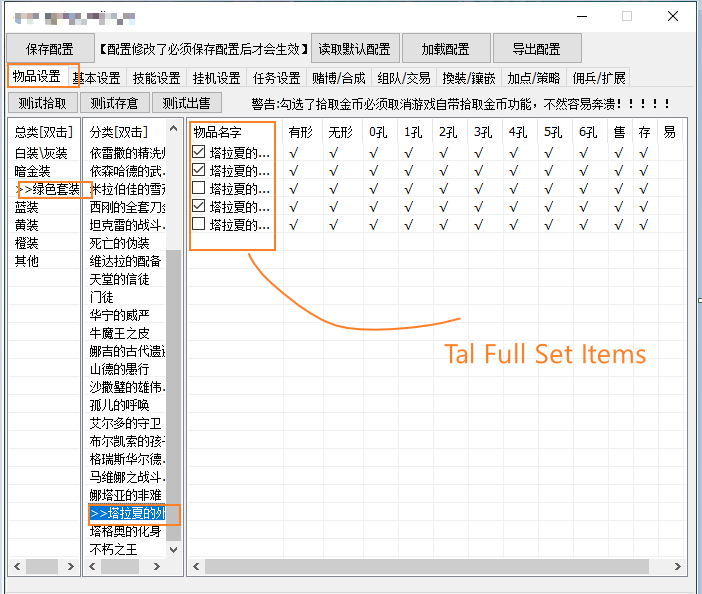 保存配置 【配置修改了必须保存配置后才会生效】 读取默认配置 加载配置 导出配置
物品设置 基本设置 技能设置 挂机设置 任务设置 赌博/合成 组队/交易 換裝/鑲嵌 加点/策略 佣兵/扩展
测试拾取 测试存倉 测试出售 警告:勾选了拾取金币必须取消游戏自带拾取金币功能，不然容易奔溃！！！！！
总类[双击]
白装\灰装
暗金装
>>绿色套装
蓝装
黄装
橙装
其他
分类[双击]
依雷撒的精洗
依森哈德的武.
米拉伯佳的雪
西刚的全套刀
坦克雷的战斗.
死亡的伪装
维达拉的配备
天堂的信徒
门徒
华宁的威严
牛魔王之皮
娜吉的古代遗
山德的愚行
沙撒璧的雄伟.
孤儿的呼唤
艾尔多的守卫
布尔凯索的孩
格瑞斯华尔德.
马维娜之战斗.
娜塔亚的非难
>>塔拉夏的外
塔格奥的化身
不朽之王
物品名字 有形 无形 0孔 1孔 2孔 3孔 4孔 5孔 6孔 售 存 易
塔拉夏的... √ √ √ √ √ √ √ √ √ √ √
塔拉夏的... √ √ √ √ √ √ √ √ √ √ √
塔拉夏的... √ √ √ √ √ √ √ √ √ √ √
塔拉夏的... √ √ √ √ √ √ √ √ √ √ √
塔拉夏的... √ √ √ √ √ √ √ √ √ √ √
Tal Full Set Items